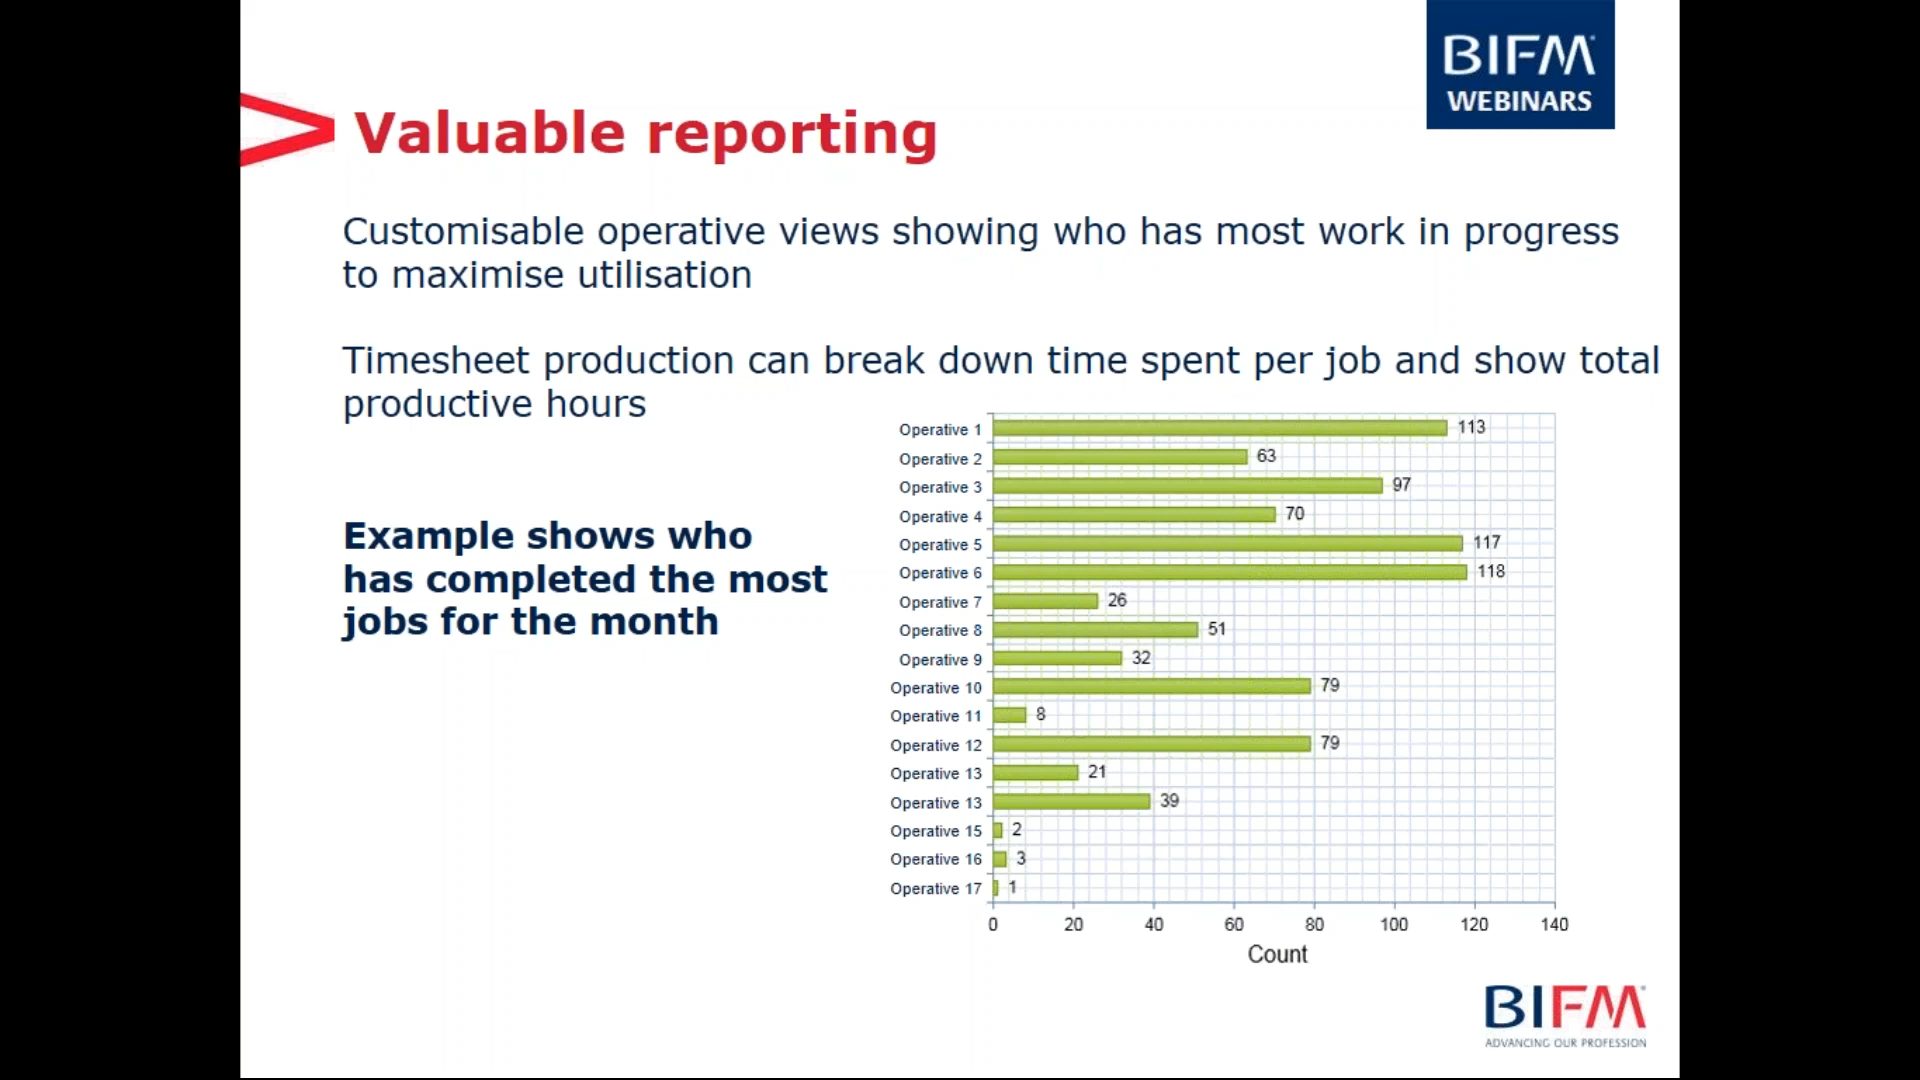 BIFM
WEBINARS
Valuable reporting
Customisable operative views showing who has most work in progress
to maximise utilisation
Timesheet production can break down time spent per job and show total
productive hours
Example shows who
has completed the most
jobs for the month
Operative 1 113
Operative 2 63
Operative 3 97
Operative 4 70
Operative 5 117
Operative 6 118
Operative 7 26
Operative 8 51
Operative 9 32
Operative 10 79
Operative 11 8
Operative 12 79
Operative 13 21
Operative 13 39
Operative 15 2
Operative 16 3
Operative 17 1
0 20 40 60 80 100 120 140
Count
BIFM
ADVANCING OUR PROFESSION